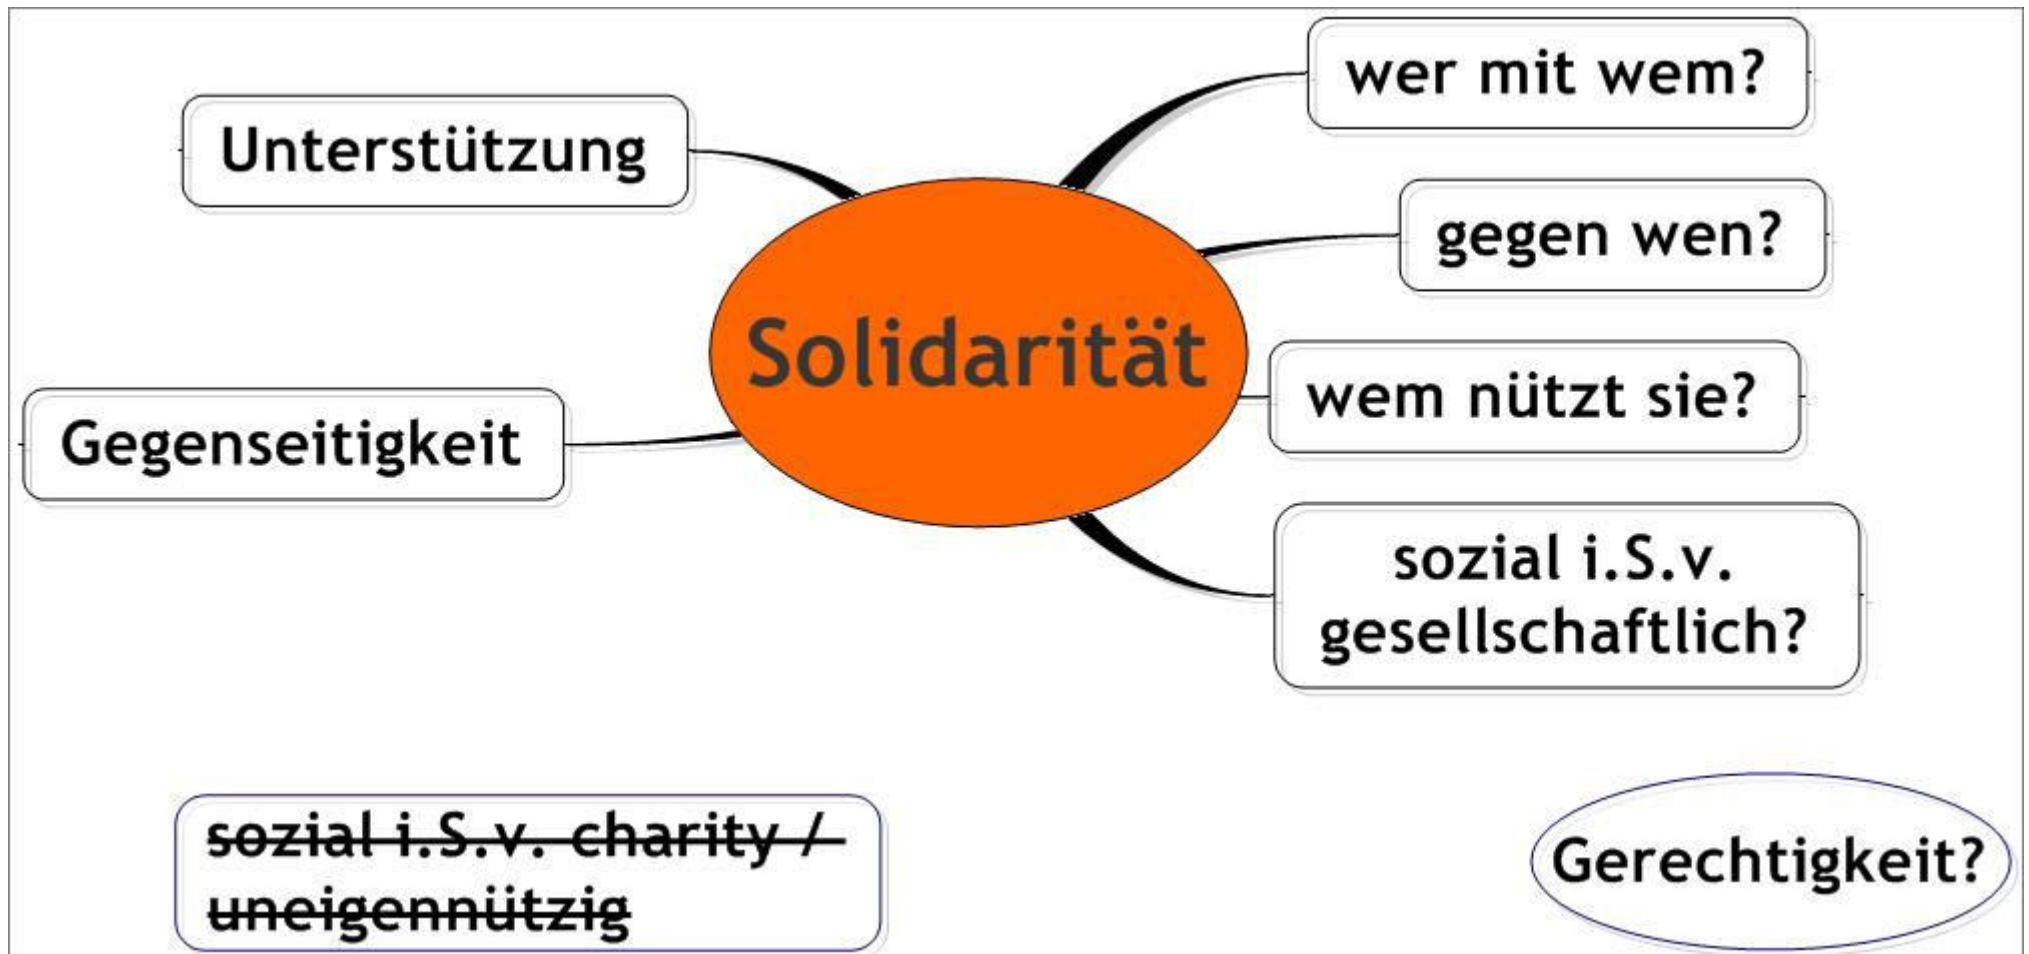 Unterstützung
Gegenseitigkeit
Solidarität
wer mit wem?
gegen wen?
wem nützt sie?
sozial i.S.v.
gesellschaftlich?
sozial i.S.v. charity /
uneigennützig
Gerechtigkeit?